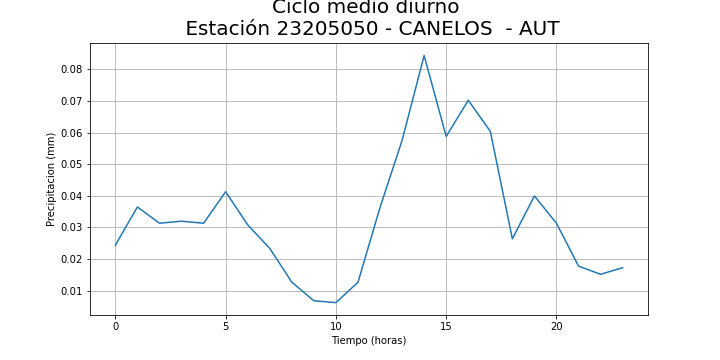 Ciclo medio diurno
Estación 23205050 - CANELOS - AUT
0.08
0.07
0.06
0.05
0.04
0.03
0.02
0.01
Precipitacion (mm)
0 5 10 15 20
Tiempo (horas)